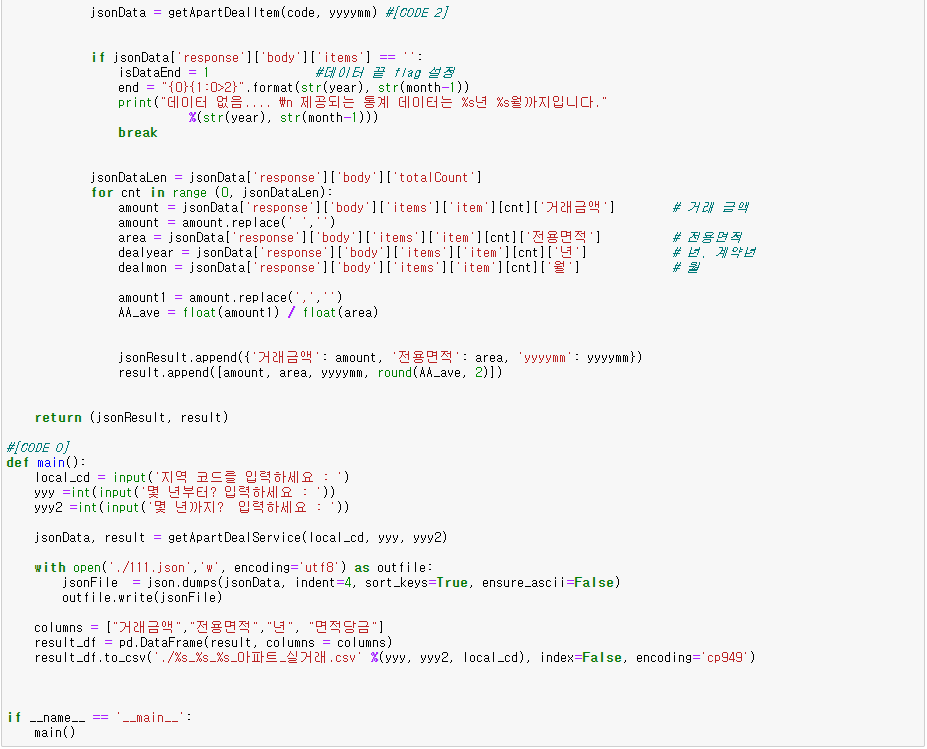 jsonData = getApartDealItem(code, yyyymm) #[CODE 2]
if jsonData['response']['body']['items'] == '':
isDataEnd = 1 #데이터 끝 flag 설정
end = "{0}{1:0>2}".format(str(year), str(month-1))
print("데이터 없음.... ₩n 제공되는 통계 데이터는 %s년 %s월까지입니다."
%(str(year), str(month-1)))
break
jsonDataLen = jsonData['response']['body']['totalCount']
for cnt in range (0, jsonDataLen):
amount = jsonData['response']['body']['items']['item'][cnt]['거래금액'] # 거래 금액
amount = amount.replace(' ','')
area = jsonData['response']['body']['items']['item'][cnt]['전용면적'] # 전용면적
dealyear = jsonData['response']['body']['items']['item'][cnt]['년'] # 년, 계약년
dealmon = jsonData['response']['body']['items']['item'][cnt]['월'] # 월
amount1 = amount.replace(',','')
AA_ave = float(amount1) / float(area)
jsonResult.append({'거래금액': amount, '전용면적': area, 'yyyymm': yyyymm})
result.append([amount, area, yyyymm, round(AA_ave, 2)])
return (jsonResult, result)
#[CODE 0]
def main():
local_cd = input('지역 코드를 입력하세요 : ')
yyy =int(input('몇 년부터? 입력하세요 : '))
yyy2 =int(input('몇 년까지?  입력하세요 : '))
jsonData, result = getApartDealService(local_cd, yyy, yyy2)
with open('./111.json','w', encoding='utf8') as outfile:
jsonFile  = json.dumps(jsonData, indent=4, sort_keys=True, ensure_ascii=False)
outfile.write(jsonFile)
columns = ["거래금액","전용면적","년", "면적당금"]
result_df = pd.DataFrame(result, columns = columns)
result_df.to_csv('./%s_%s_%s_아파트_실거래.csv' %(yyy, yyy2, local_cd), index=False, encoding='cp949')
if __name__ == '__main__':
main()